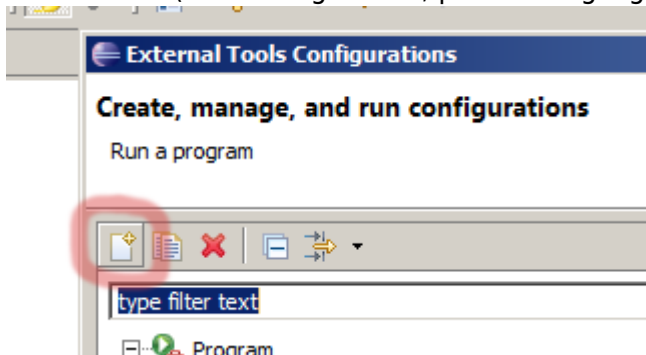 External Tools Configurations
Create, manage, and run configurations
Run a program
type filter text
Program